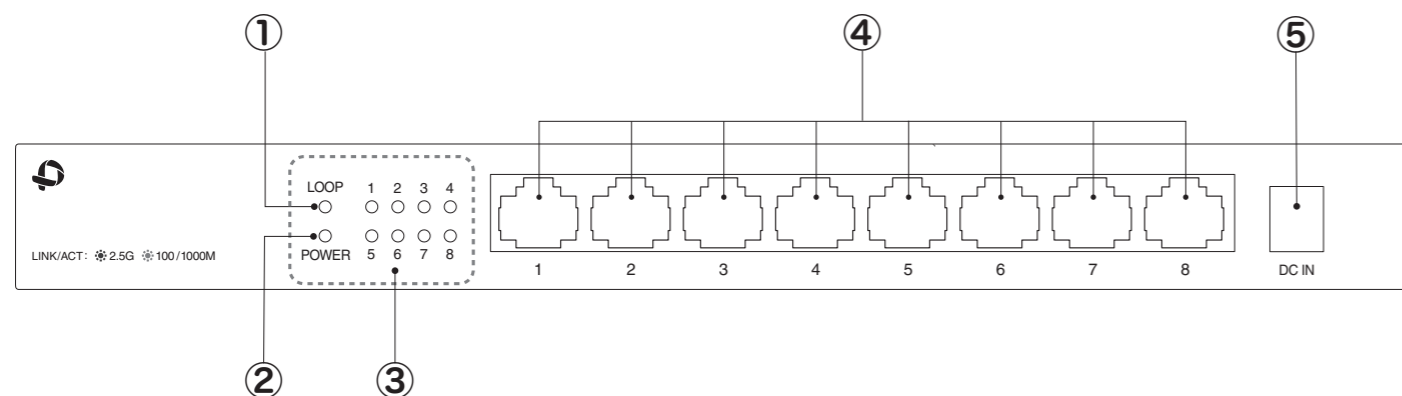 ① ④ ⑤
LOOP 1 2 3 4
LINK/ACT: 2.5G 100/1000M
POWER 5 6 7 8
1 2 3 4 5 6 7 8 DC IN
② ③